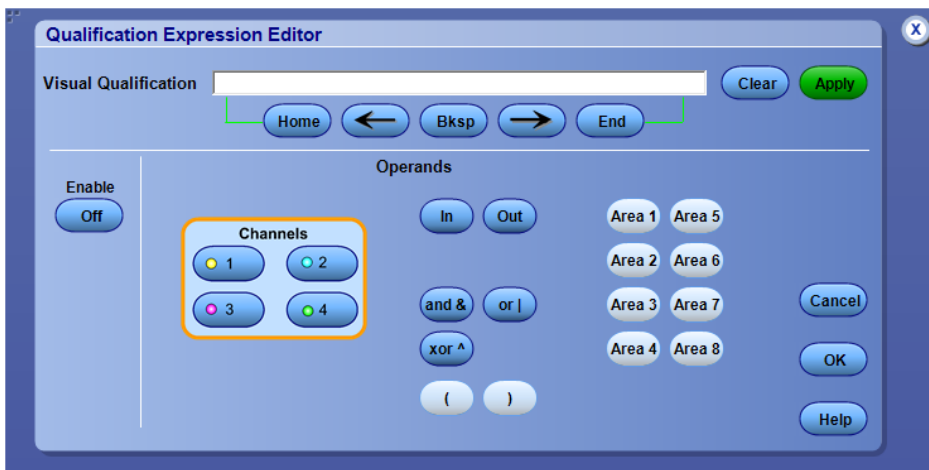 Qualification Expression Editor
X
Visual Qualification
Clear Apply
Home Bksp End
Operands
Enable
Off
Channels
1 2
3 4
In Out
and & or |
xor ^
( )
Area 1 Area 5
Area 2 Area 6
Area 3 Area 7
Area 4 Area 8
Cancel
OK
Help